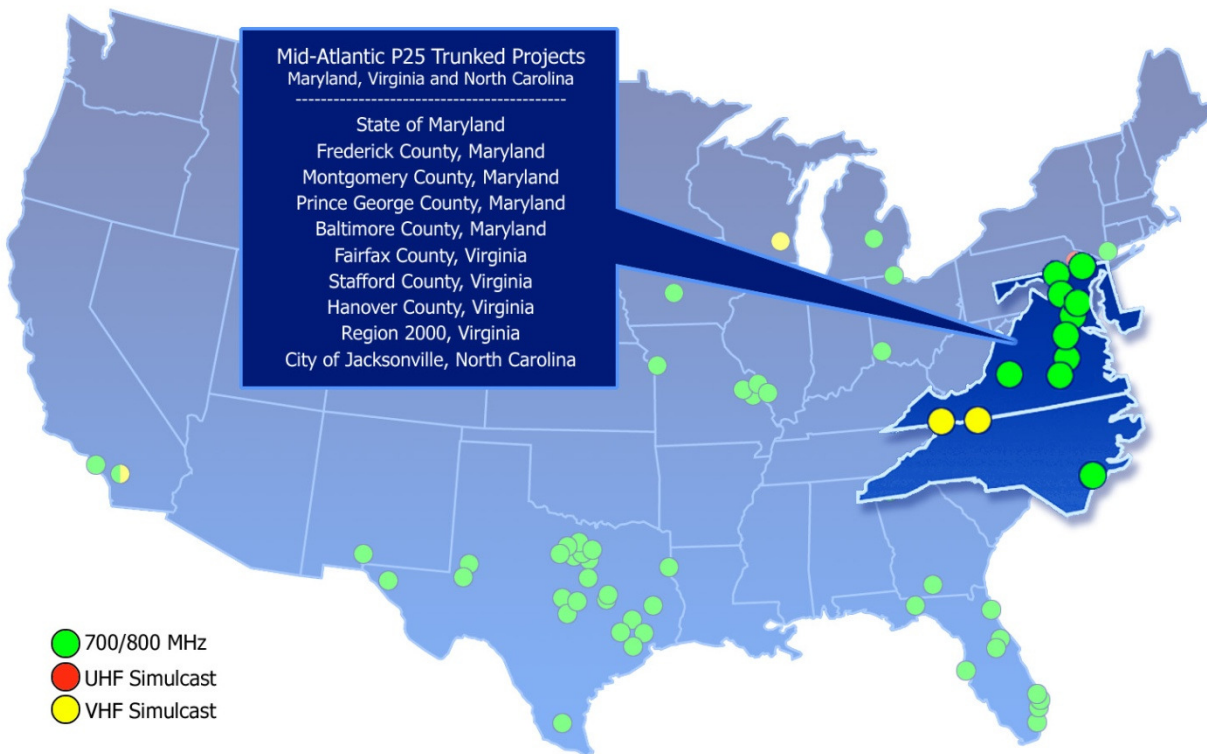 Mid-Atlantic P25 Trunked Projects
Maryland, Virginia and North Carolina
--------------------------------------------
State of Maryland
Frederick County, Maryland
Montgomery County, Maryland
Prince George County, Maryland
Baltimore County, Maryland
Fairfax County, Virginia
Stafford County, Virginia
Hanover County, Virginia
Region 2000, Virginia
City of Jacksonville, North Carolina
700/800 MHz
UHF Simulcast
VHF Simulcast